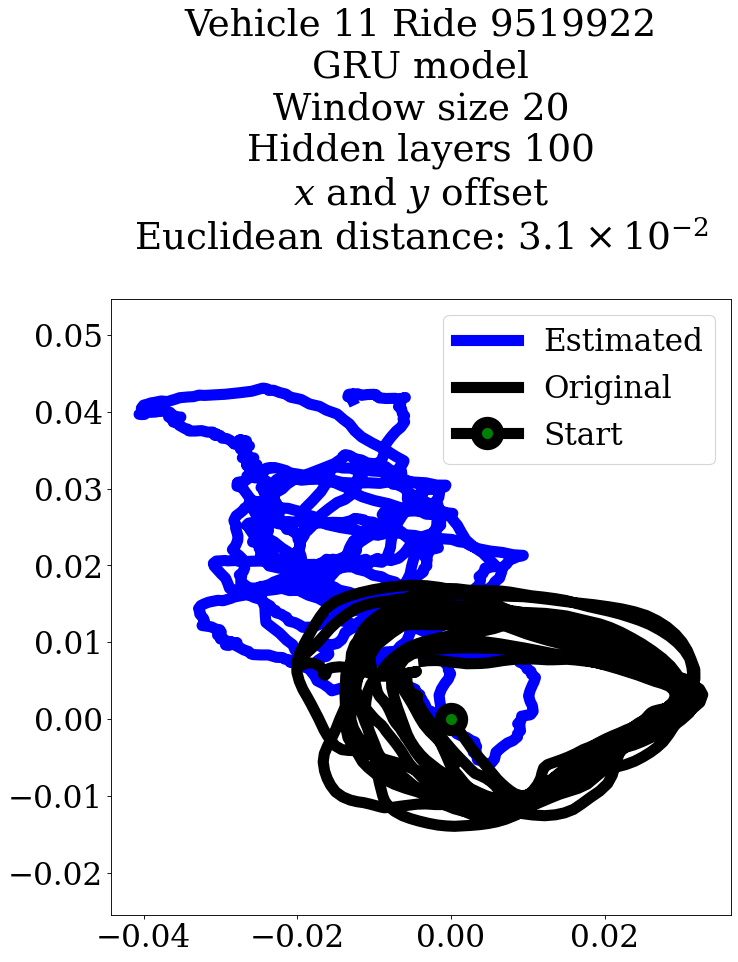 Vehicle 11 Ride 9519922
GRU model
Window size 20
Hidden layers 100
x and y offset
Euclidean distance: 3.1 × 10⁻²
Estimated
Original
Start
0.05
0.04
0.03
0.02
0.01
0.00
−0.01
−0.02
−0.04 −0.02 0.00 0.02